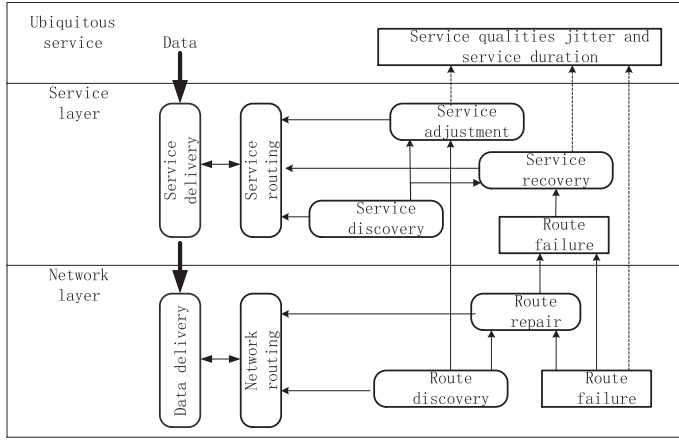 Ubiquitous
service
Data
Service qualities jitter and
service duration
Service
layer
Service
delivery
Service
routing
Service
adjustment
Service
recovery
Service
discovery
Route
failure
Network
layer
Data delivery
Network
routing
Route
repair
Route
discovery
Route
failure